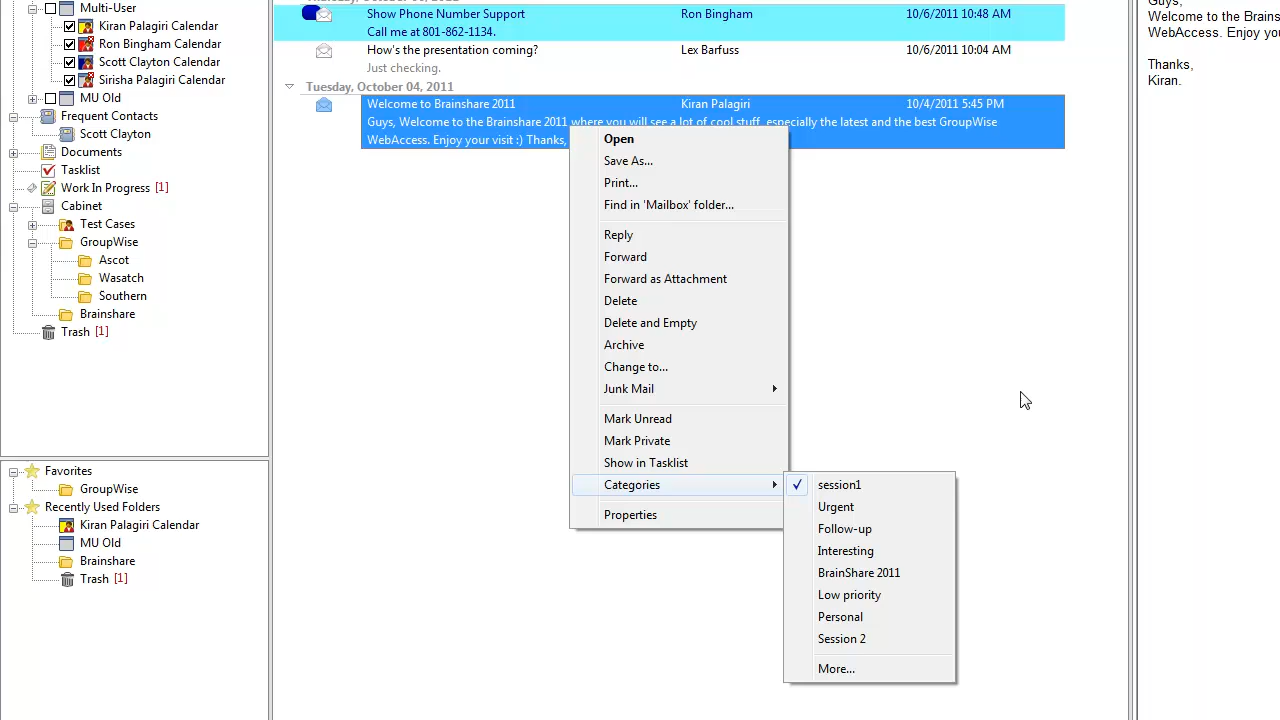 Multi-User
Kiran Palagiri Calendar
Ron Bingham Calendar
Scott Clayton Calendar
Sirisha Palagiri Calendar
MU Old
Frequent Contacts
Scott Clayton
Documents
Tasklist
Work In Progress [1]
Cabinet
Test Cases
GroupWise
Ascot
Wasatch
Southern
Brainshare
Trash [1]
Favorites
GroupWise
Recently Used Folders
Kiran Palagiri Calendar
MU Old
Brainshare
Trash [1]
Show Phone Number Support Ron Bingham 10/6/2011 10:48 AM
Call me at 801-862-1134.
How's the presentation coming? Lex Barfuss 10/6/2011 10:04 AM
Just checking.
Tuesday, October 04, 2011
Welcome to Brainshare 2011 Kiran Palagiri 10/4/2011 5:45 PM
Guys, Welcome to the Brainshare 2011 where you will see a lot of cool stuff, especially the latest and the best GroupWise
WebAccess. Enjoy your visit :) Thanks,
Open
Save As...
Print...
Find in 'Mailbox' folder...
Reply
Forward
Forward as Attachment
Delete
Delete and Empty
Archive
Change to...
Junk Mail
Mark Unread
Mark Private
Show in Tasklist
Categories
Properties
session1
Urgent
Follow-up
Interesting
BrainShare 2011
Low priority
Personal
Session 2
More...
Guys,
Welcome to the Brains
WebAccess. Enjoy you
Thanks,
Kiran.